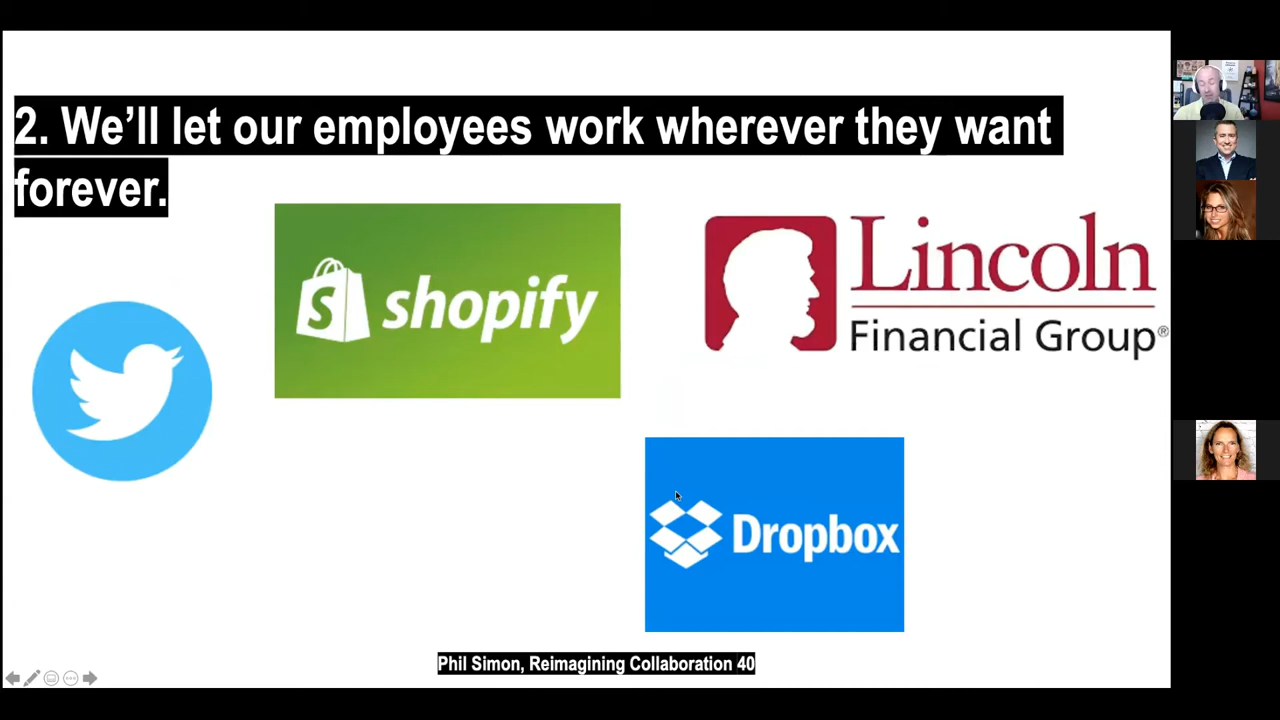 2. We'll let our employees work wherever they want
forever.
shopify
Lincoln
Financial Group®
Dropbox
Phil Simon, Reimagining Collaboration 40